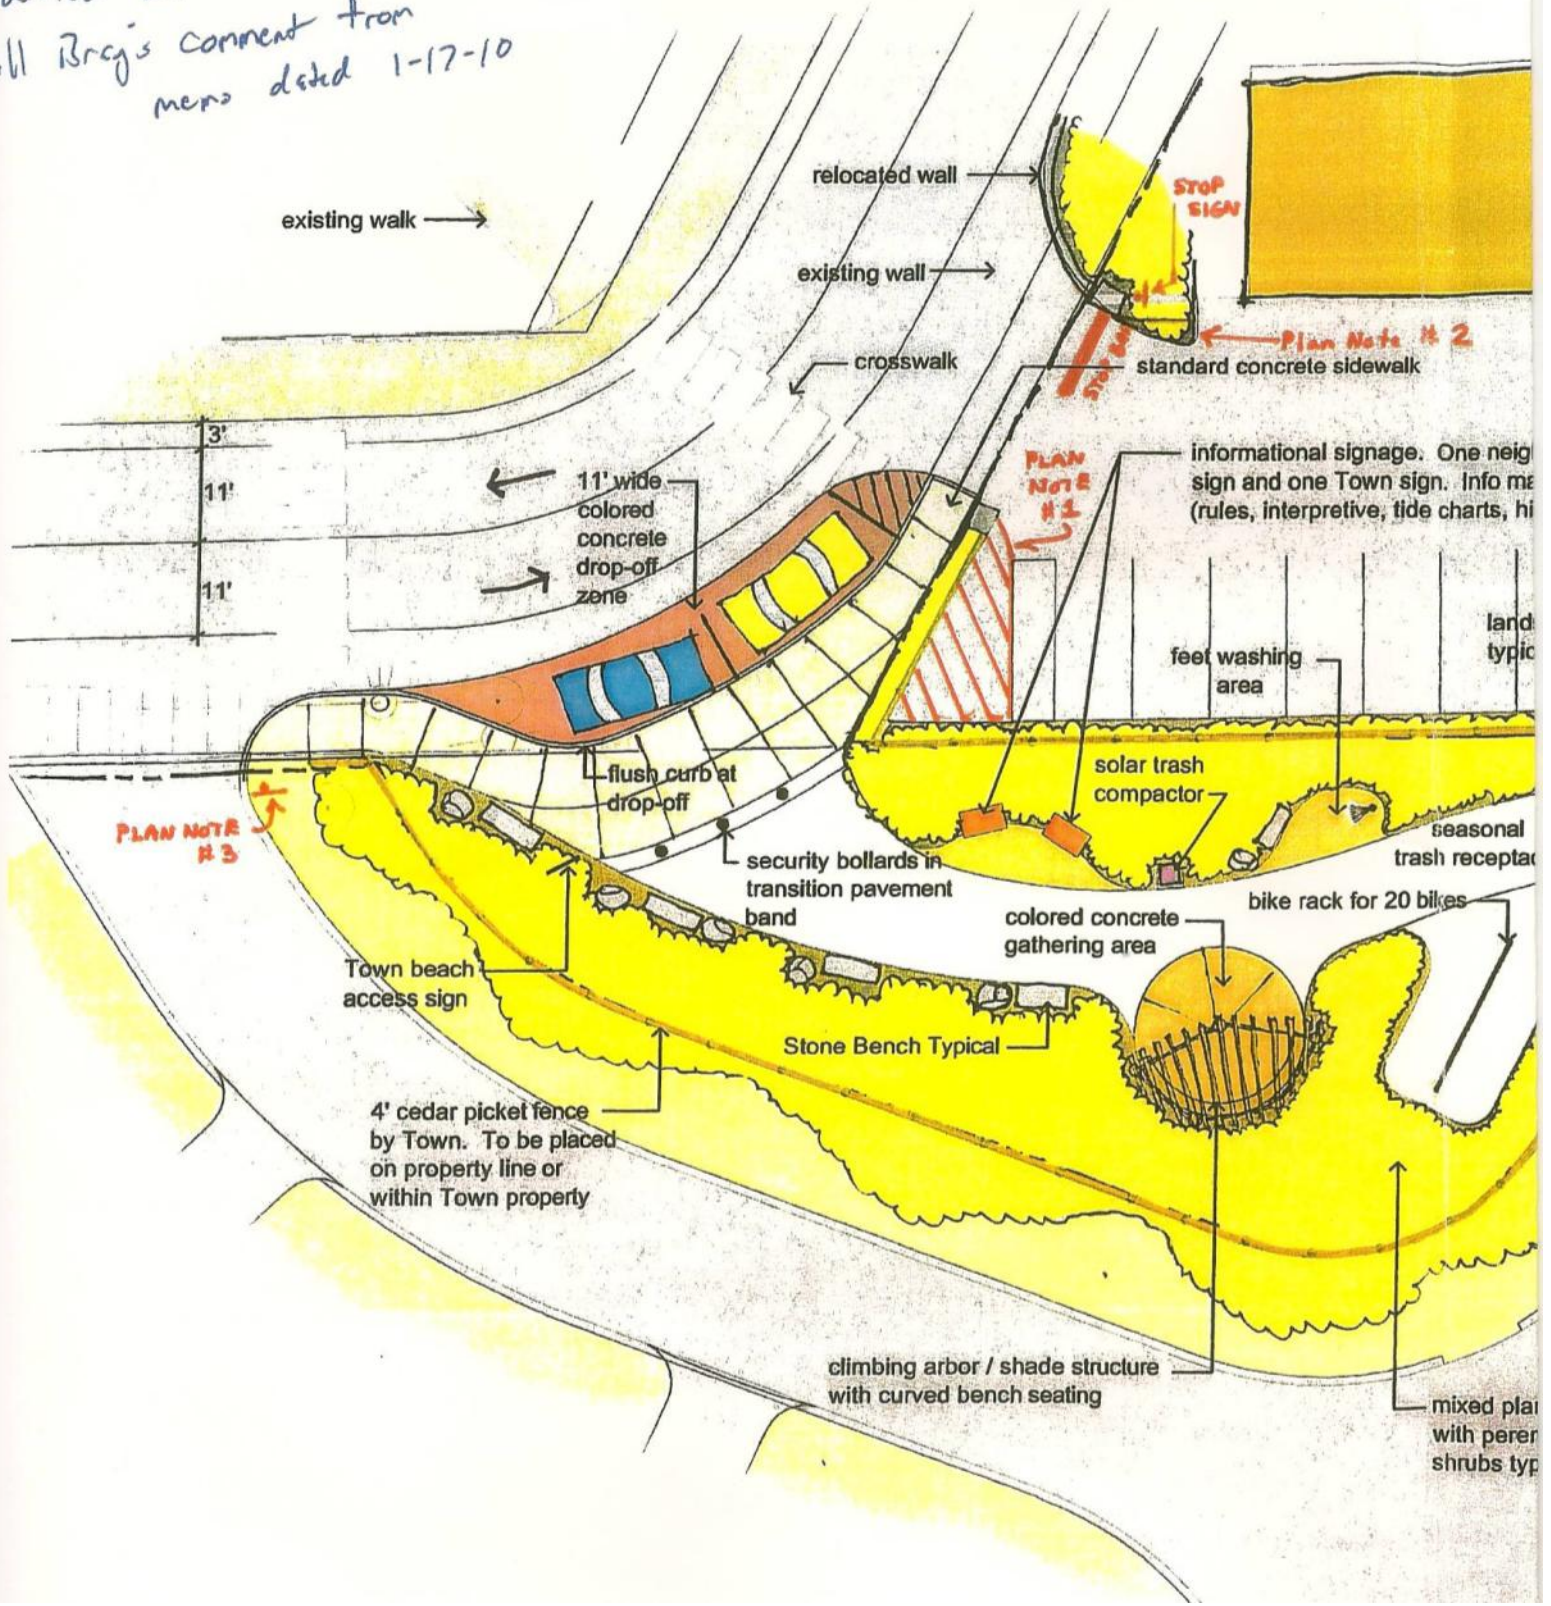 ll Bray's comment from
memo dated 1-17-10
relocated wall
STOP
SIGN
existing walk
existing wall
Plan Note # 2
crosswalk
standard concrete sidewalk
STOP
3'
11'
11'
11' wide
colored
concrete
drop-off
zone
PLAN
NOTE
#1
informational signage. One neig
sign and one Town sign. Info ma
(rules, interpretive, tide charts, hi
land
typic
feet washing
area
flush curb at
drop-off
solar trash
compactor
PLAN NOTE
#3
seasonal
trash receptac
security bollards in
transition pavement
band
bike rack for 20 bikes
colored concrete
gathering area
Town beach
access sign
Stone Bench Typical
4' cedar picket fence
by Town. To be placed
on property line or
within Town property
climbing arbor / shade structure
with curved bench seating
mixed plan
with peren
shrubs typ